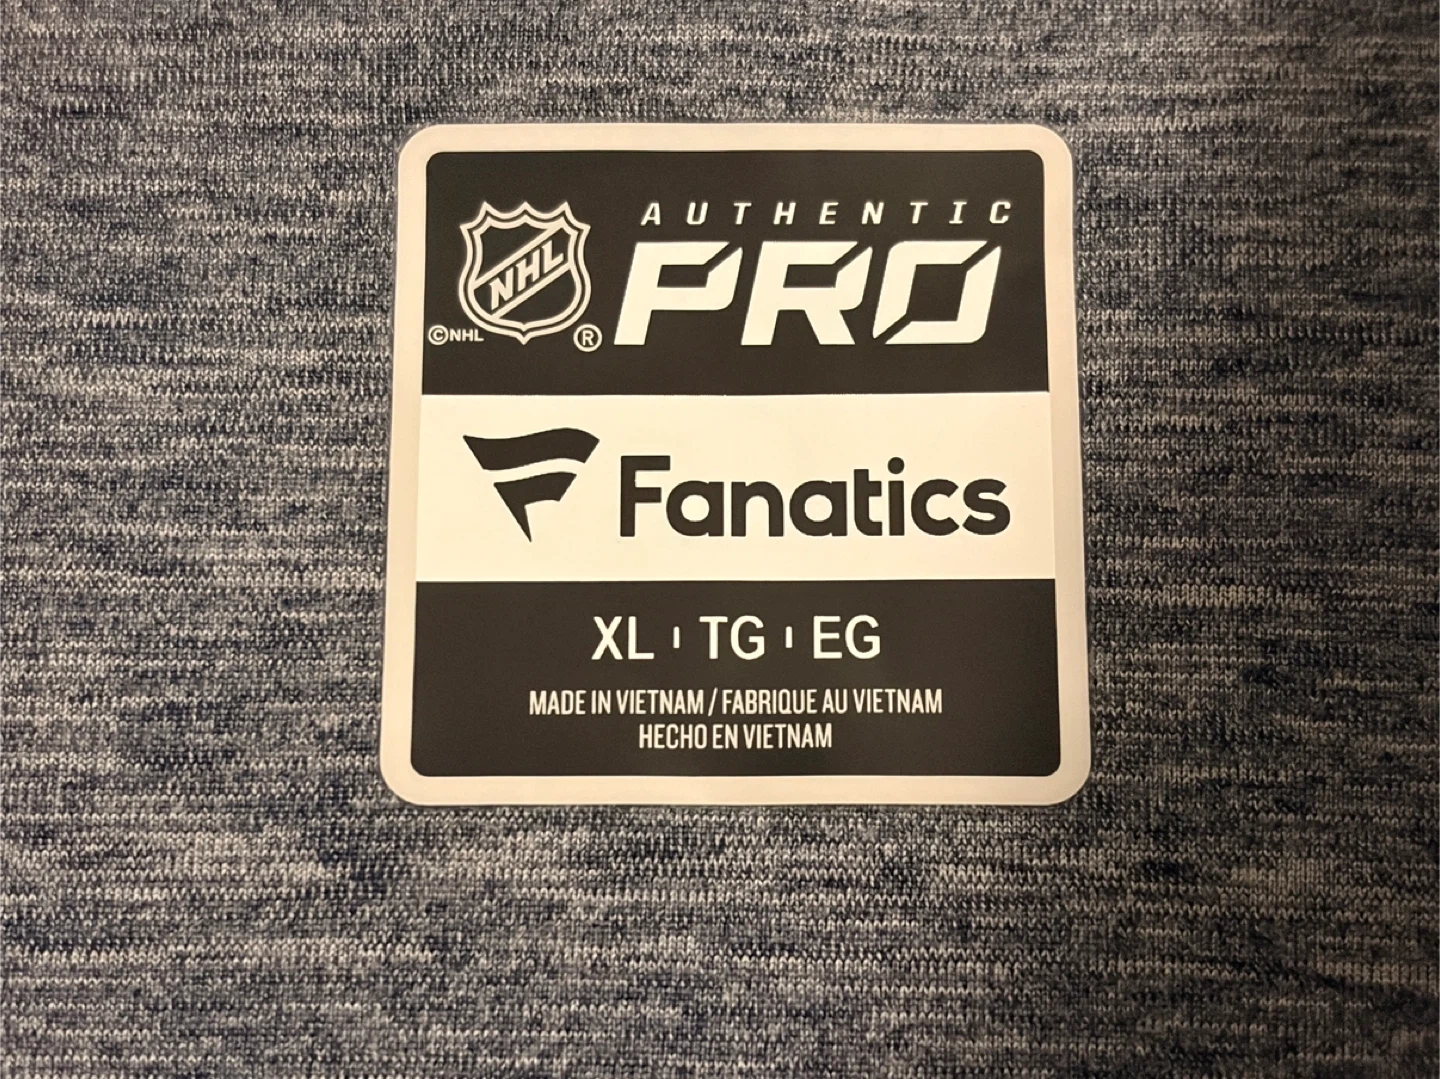 AUTHENTIC
NHL
PRO
©NHL
®
Fanatics
XL ı TG ı EG
MADE IN VIETNAM / FABRIQUE AU VIETNAM
HECHO EN VIETNAM